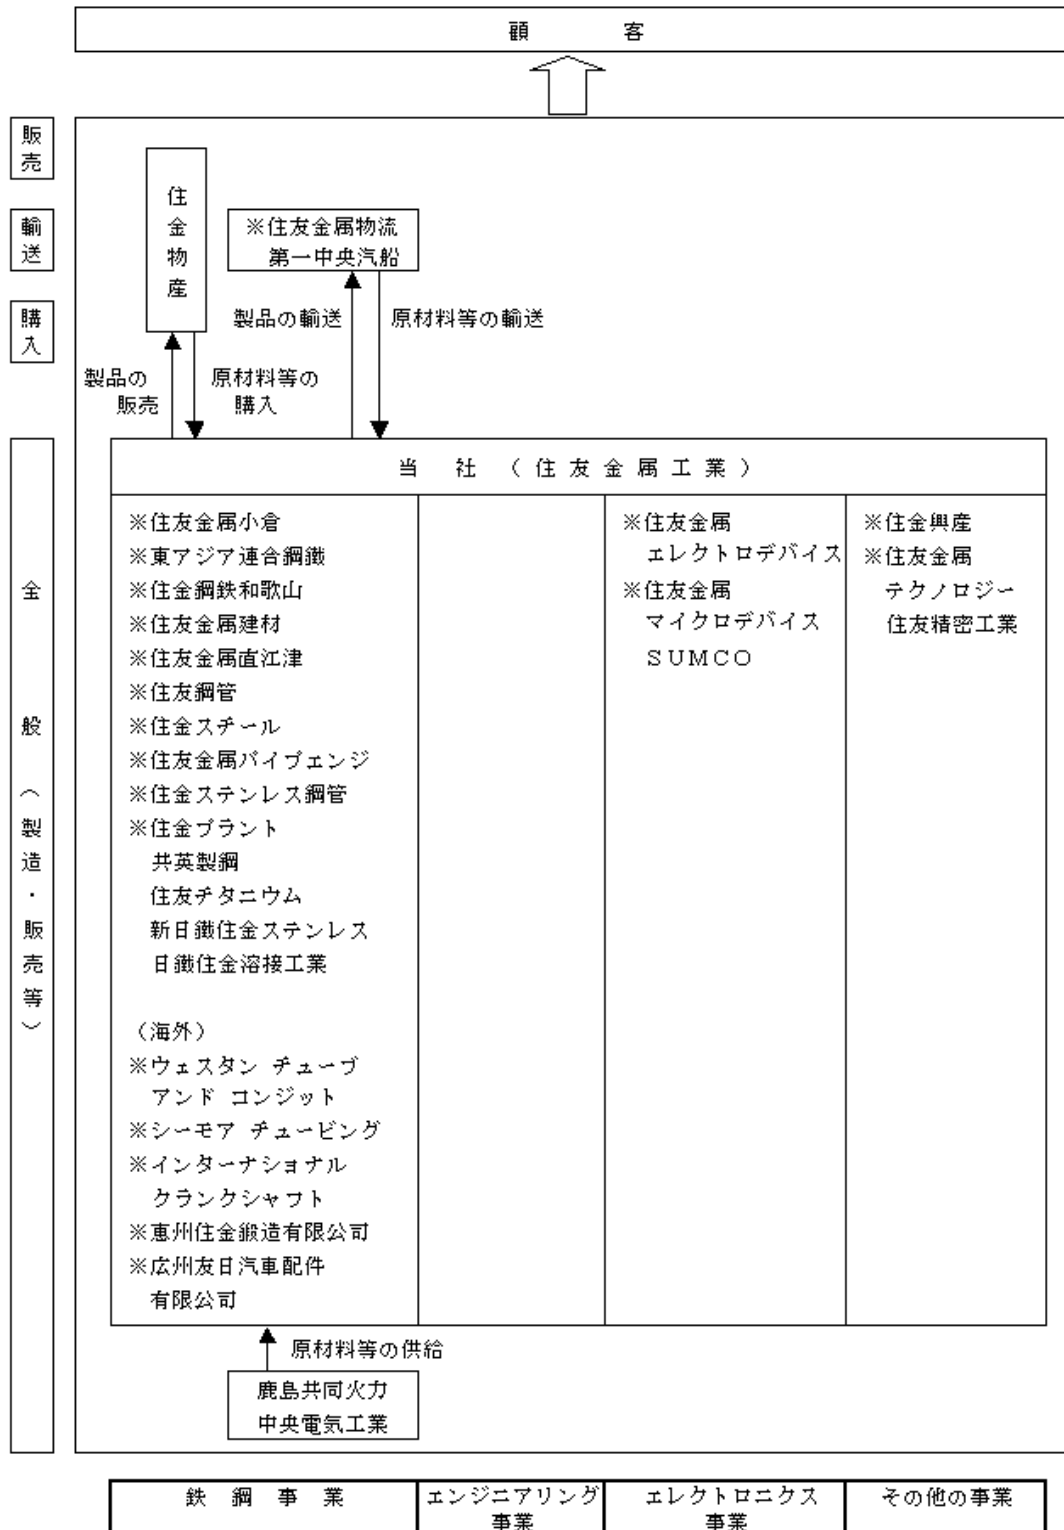 顧 客
販売
輸送
購入
住金物産
※住友金属物流
第一中央汽船
製品の輸送
原材料等の輸送
製品の
販売
原材料等の
購入
全般（製造・販売等）
当 社 （ 住 友 金 属 工 業 ）
※住友金属小倉
※東アジア連合鋼鐵
※住金鋼鉄和歌山
※住友金属建材
※住友金属直江津
※住友鋼管
※住金スチール
※住友金属パイプエンジ
※住金ステンレス鋼管
※住金プラント
共英製鋼
住友チタニウム
新日鐵住金ステンレス
日鐵住金溶接工業
（海外）
※ウェスタン チューブ
アンド コンジット
※シーモア チュービング
※インターナショナル
クランクシャフト
※恵州住金鍛造有限公司
※広州友日汽車配件
有限公司
※住友金属
エレクトロデバイス
※住友金属
マイクロデバイス
ＳＵＭＣＯ
※住金興産
※住友金属
テクノロジー
住友精密工業
原材料等の供給
鹿島共同火力
中央電気工業
鉄 鋼 事 業
エンジニアリング
事業
エレクトロニクス
事業
その他の事業